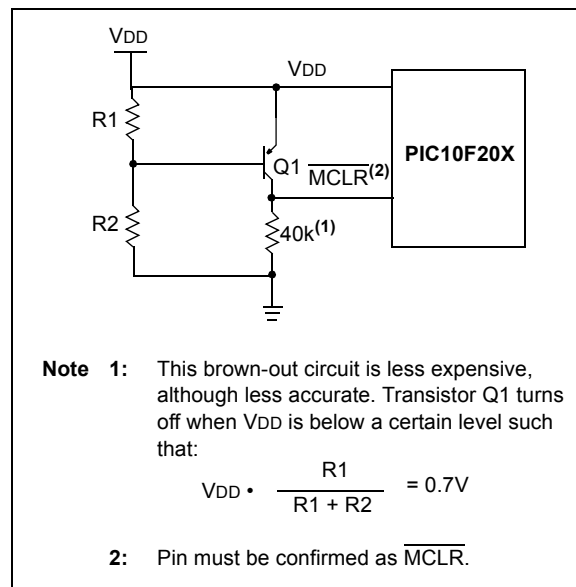 VDD
VDD
R1
PIC10F20X
Q1
MCLR(2)
R2
40k(1)
Note 1: This brown-out circuit is less expensive,
although less accurate. Transistor Q1 turns
off when VDD is below a certain level such
that:
VDD • R1 / R1 + R2 = 0.7V
2: Pin must be confirmed as MCLR.